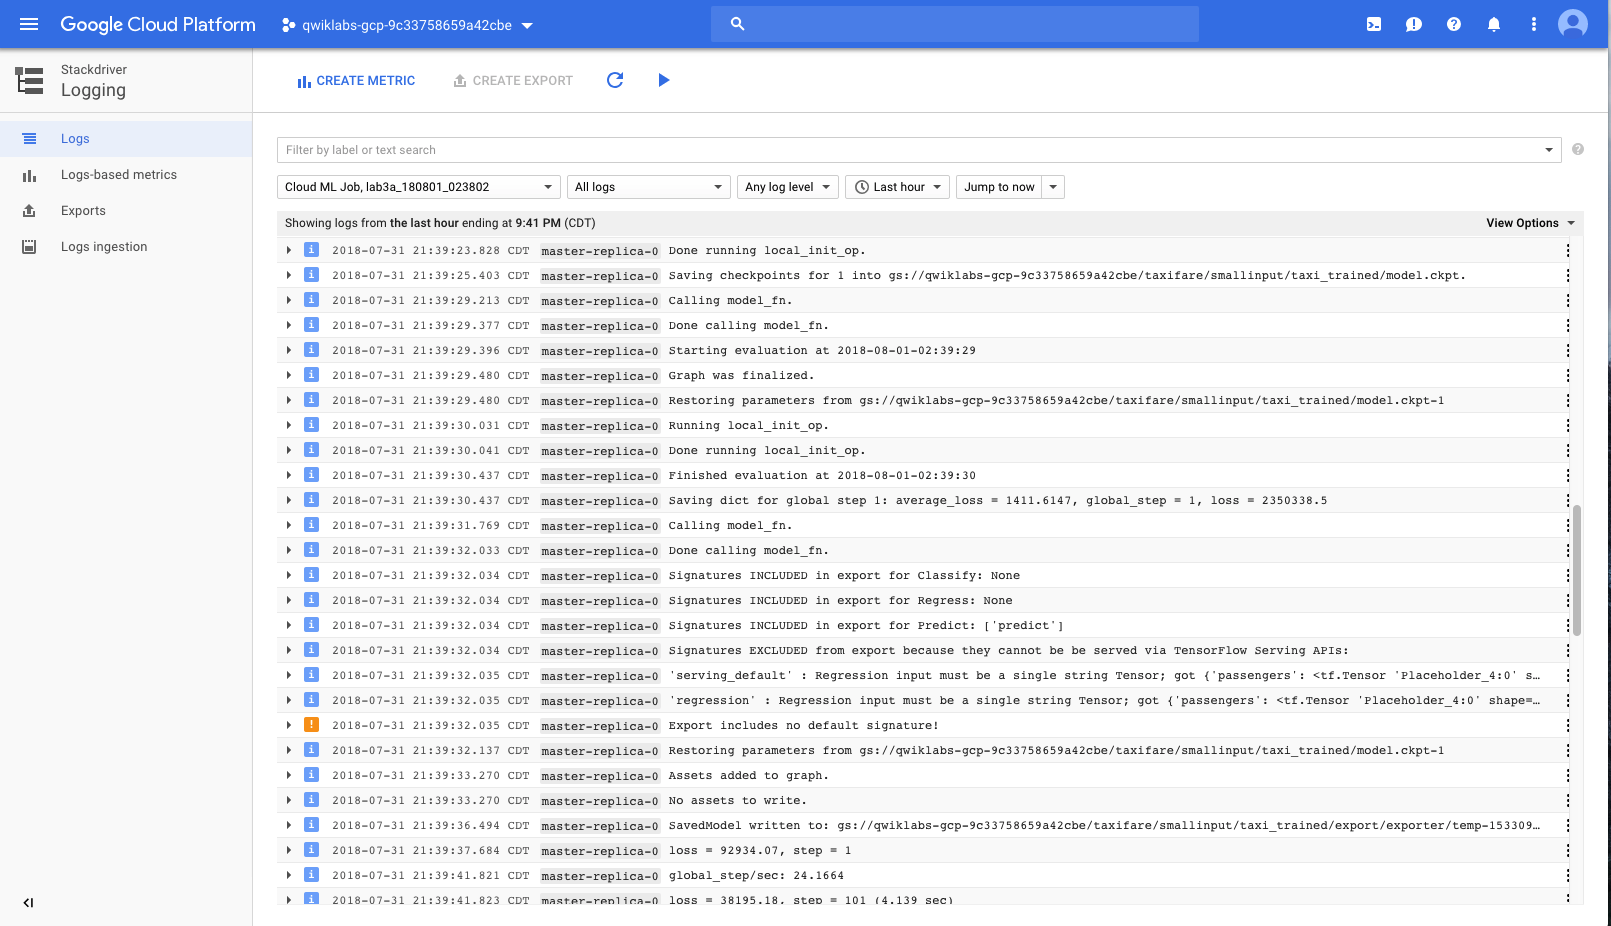 Google Cloud Platform qwiklabs-gcp-9c33758659a42cbe
Stackdriver
Logging
CREATE METRIC CREATE EXPORT
Logs
Logs-based metrics
Exports
Logs ingestion
Filter by label or text search
Cloud ML Job, lab3a_180801_023802 All logs Any log level Last hour Jump to now
Showing logs from the last hour ending at 9:41 PM (CDT) View Options
2018-07-31 21:39:23.828 CDT master-replica-0 Done running local_init_op.
2018-07-31 21:39:25.403 CDT master-replica-0 Saving checkpoints for 1 into gs://qwiklabs-gcp-9c33758659a42cbe/taxifare/smallinput/taxi_trained/model.ckpt.
2018-07-31 21:39:29.213 CDT master-replica-0 Calling model_fn.
2018-07-31 21:39:29.377 CDT master-replica-0 Done calling model_fn.
2018-07-31 21:39:29.396 CDT master-replica-0 Starting evaluation at 2018-08-01-02:39:29
2018-07-31 21:39:29.480 CDT master-replica-0 Graph was finalized.
2018-07-31 21:39:29.480 CDT master-replica-0 Restoring parameters from gs://qwiklabs-gcp-9c33758659a42cbe/taxifare/smallinput/taxi_trained/model.ckpt-1
2018-07-31 21:39:30.031 CDT master-replica-0 Running local_init_op.
2018-07-31 21:39:30.041 CDT master-replica-0 Done running local_init_op.
2018-07-31 21:39:30.437 CDT master-replica-0 Finished evaluation at 2018-08-01-02:39:30
2018-07-31 21:39:30.437 CDT master-replica-0 Saving dict for global step 1: average_loss = 1411.6147, global_step = 1, loss = 2350338.5
2018-07-31 21:39:31.769 CDT master-replica-0 Calling model_fn.
2018-07-31 21:39:32.033 CDT master-replica-0 Done calling model_fn.
2018-07-31 21:39:32.034 CDT master-replica-0 Signatures INCLUDED in export for Classify: None
2018-07-31 21:39:32.034 CDT master-replica-0 Signatures INCLUDED in export for Regress: None
2018-07-31 21:39:32.034 CDT master-replica-0 Signatures INCLUDED in export for Predict: ['predict']
2018-07-31 21:39:32.034 CDT master-replica-0 Signatures EXCLUDED from export because they cannot be be served via TensorFlow Serving APIs:
2018-07-31 21:39:32.035 CDT master-replica-0 'serving_default' : Regression input must be a single string Tensor; got {'passengers': <tf.Tensor 'Placeholder_4:0' s…
2018-07-31 21:39:32.035 CDT master-replica-0 'regression' : Regression input must be a single string Tensor; got {'passengers': <tf.Tensor 'Placeholder_4:0' shape=…
2018-07-31 21:39:32.035 CDT master-replica-0 Export includes no default signature!
2018-07-31 21:39:32.137 CDT master-replica-0 Restoring parameters from gs://qwiklabs-gcp-9c33758659a42cbe/taxifare/smallinput/taxi_trained/model.ckpt-1
2018-07-31 21:39:33.270 CDT master-replica-0 Assets added to graph.
2018-07-31 21:39:33.270 CDT master-replica-0 No assets to write.
2018-07-31 21:39:36.494 CDT master-replica-0 SavedModel written to: gs://qwiklabs-gcp-9c33758659a42cbe/taxifare/smallinput/taxi_trained/export/exporter/temp-153309…
2018-07-31 21:39:37.684 CDT master-replica-0 loss = 92934.07, step = 1
2018-07-31 21:39:41.821 CDT master-replica-0 global_step/sec: 24.1664
2018-07-31 21:39:41.823 CDT master-replica-0 loss = 38195.18, step = 101 (4.139 sec)